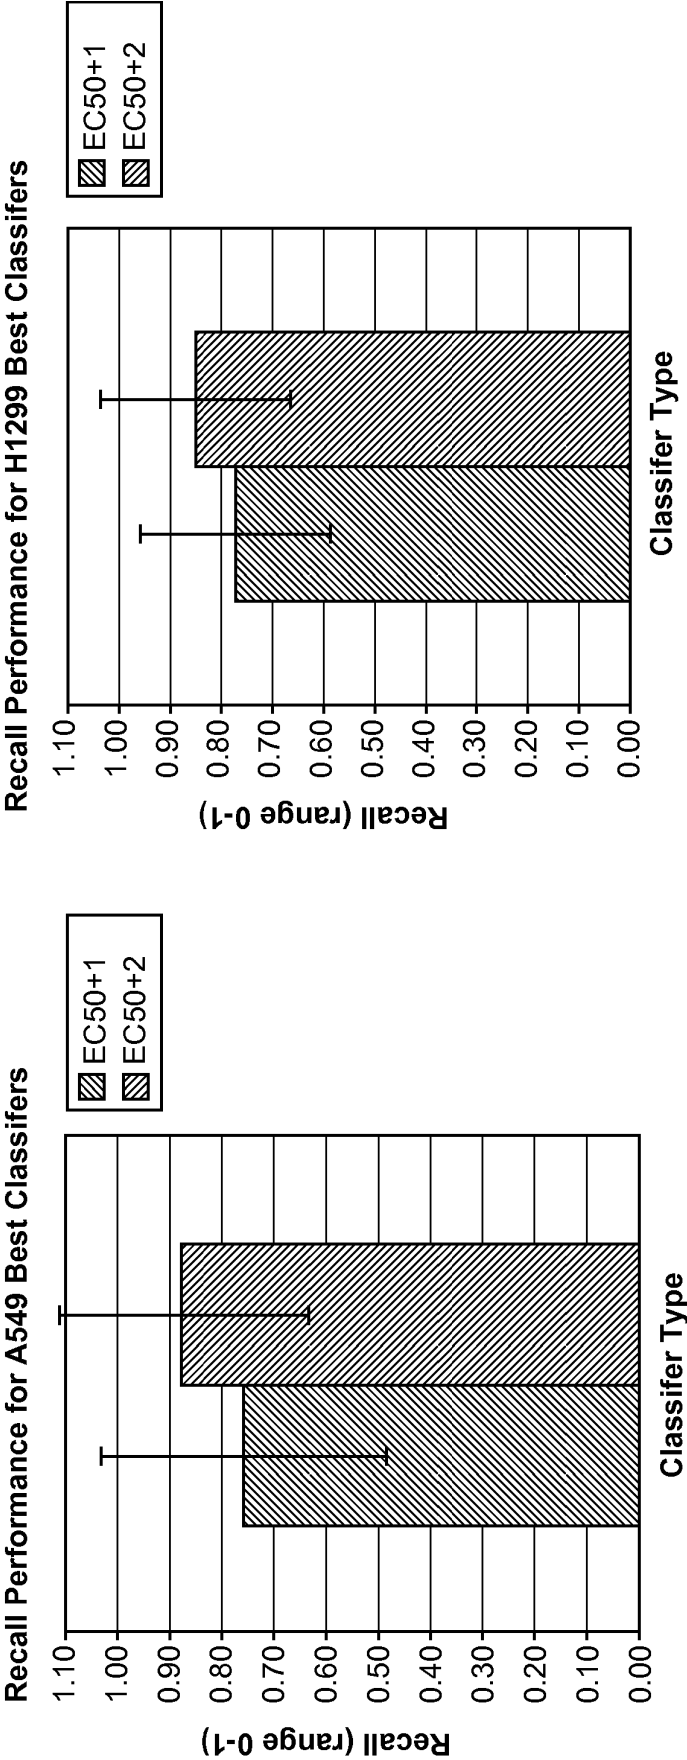 Recall Performance for A549 Best Classifers
EC50+1
EC50+2
Recall (range 0-1)
1.10
1.00
0.90
0.80
0.70
0.60
0.50
0.40
0.30
0.20
0.10
0.00
Classifer Type
Recall Performance for H1299 Best Classifers
EC50+1
EC50+2
Recall (range 0-1)
1.10
1.00
0.90
0.80
0.70
0.60
0.50
0.40
0.30
0.20
0.10
0.00
Classifer Type